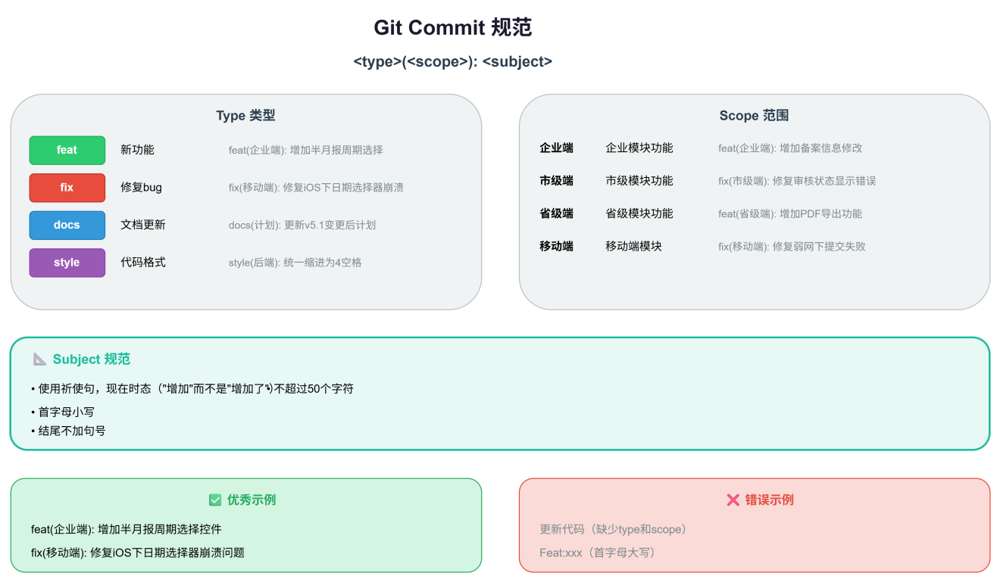 Git Commit 规范
<type>(<scope>): <subject>
Type 类型
feat 新功能 feat(企业端): 增加半月报周期选择
fix 修复bug fix(移动端): 修复iOS下日期选择器崩溃
docs 文档更新 docs(计划): 更新v5.1变更后计划
style 代码格式 style(后端): 统一缩进为4空格
Scope 范围
企业端 企业模块功能 feat(企业端): 增加备案信息修改
市级端 市级模块功能 fix(市级端): 修复审核状态显示错误
省级端 省级模块功能 feat(省级端): 增加PDF导出功能
移动端 移动端模块 fix(移动端): 修复弱网下提交失败
📐 Subject 规范
• 使用祈使句，现在时态（"增加"而不是"增加了"）• 不超过50个字符
• 首字母小写
• 结尾不加句号
✅ 优秀示例
feat(企业端): 增加半月报周期选择控件
fix(移动端): 修复iOS下日期选择器崩溃问题
❌ 错误示例
更新代码（缺少type和scope）
Feat:xxx（首字母大写）